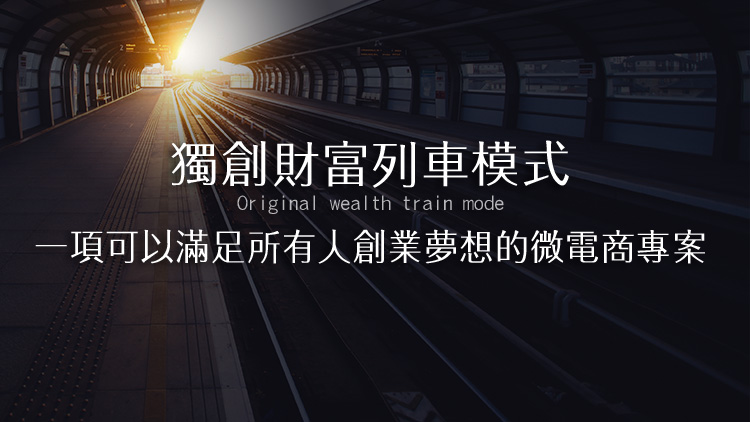 獨創財富列車模式
Original wealth train mode
一項可以滿足所有人創業夢想的微電商專案